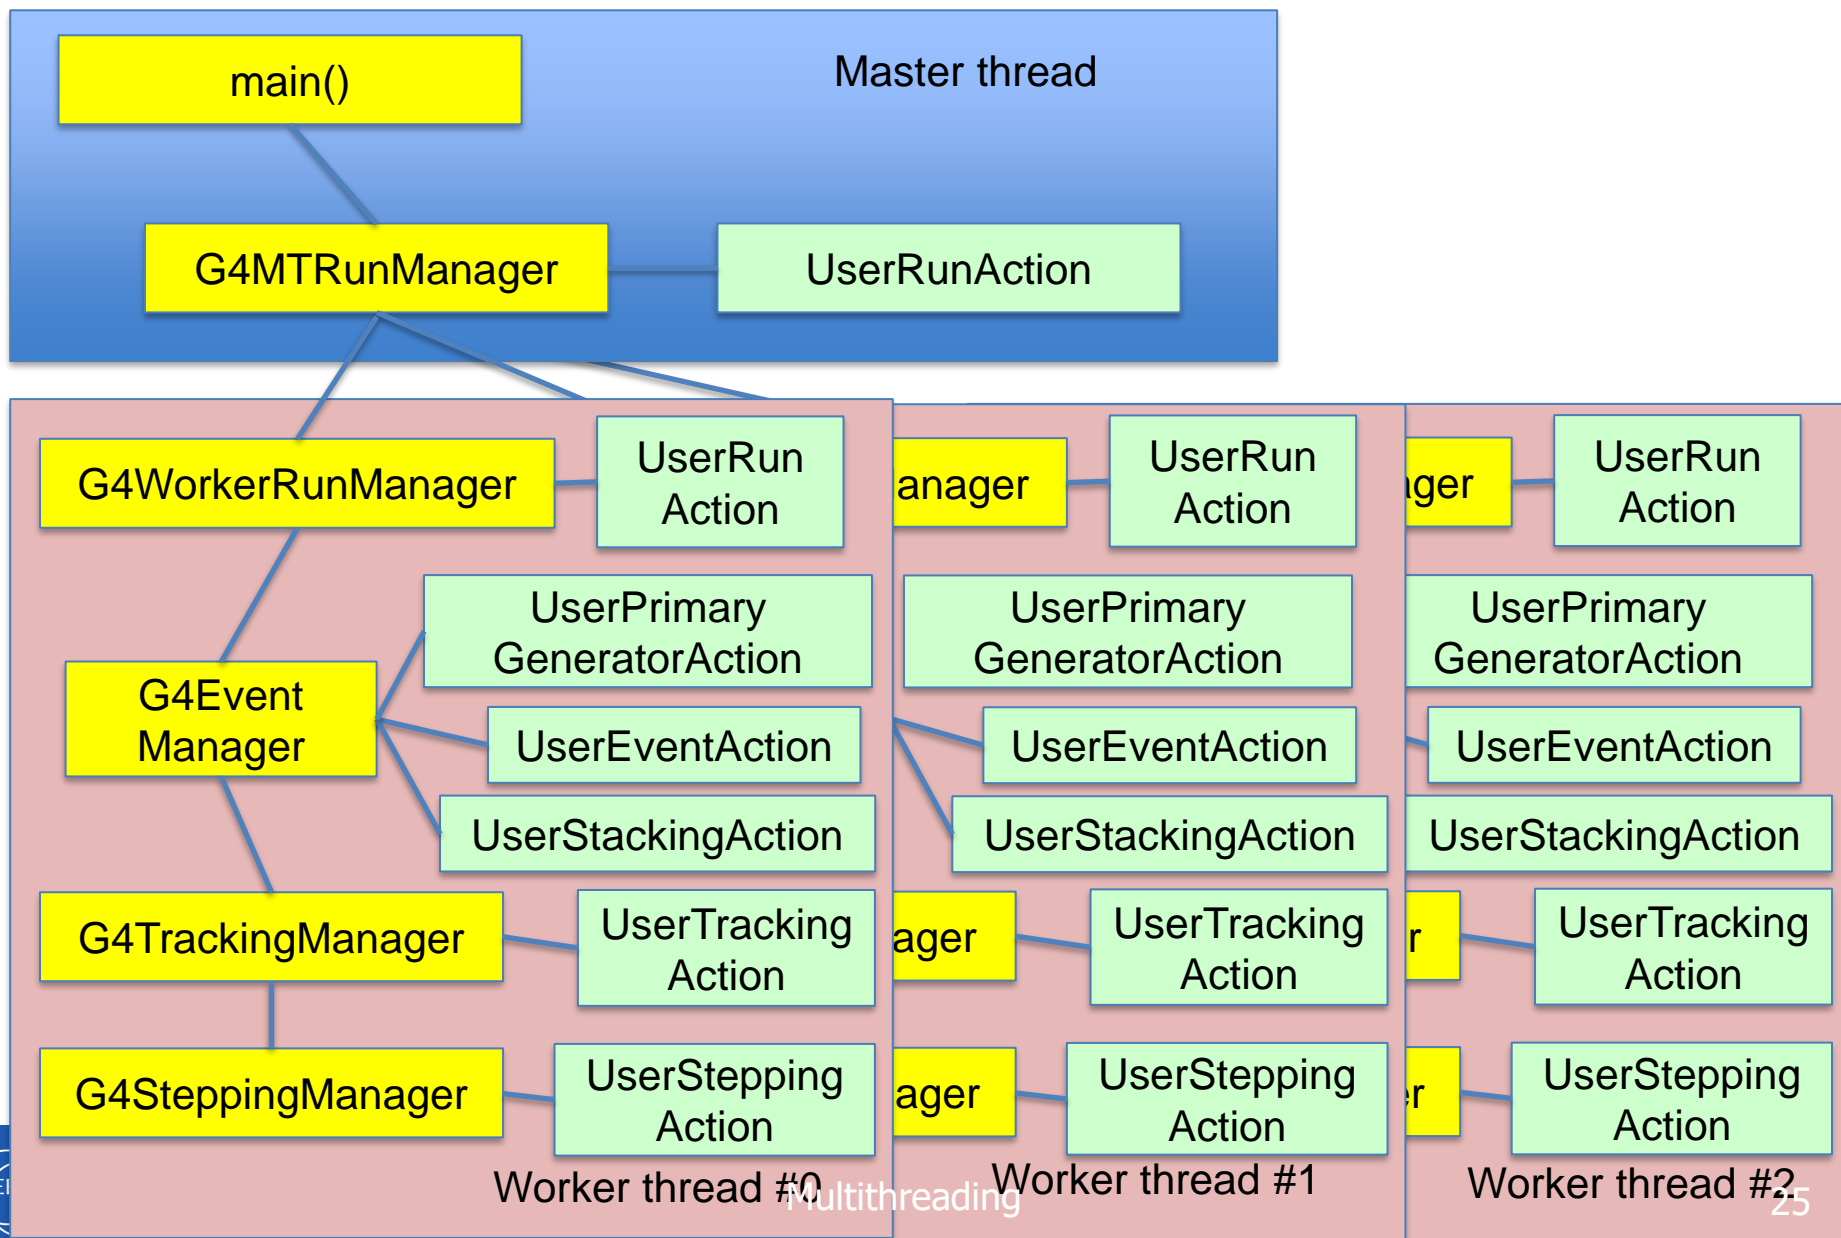 main()
Master thread
G4MTRunManager
UserRunAction
G4WorkerRunManager
UserRun
Action
anager
UserRun
Action
ager
UserRun
Action
UserPrimary
GeneratorAction
UserPrimary
GeneratorAction
UserPrimary
GeneratorAction
G4Event
Manager
UserEventAction
UserEventAction
UserEventAction
UserStackingAction
UserStackingAction
UserStackingAction
G4TrackingManager
UserTracking
Action
ager
UserTracking
Action
r
UserTracking
Action
G4SteppingManager
UserStepping
Action
ager
UserStepping
Action
er
UserStepping
Action
Worker thread #0
Worker thread #1
Worker thread #2
Multithreading
25